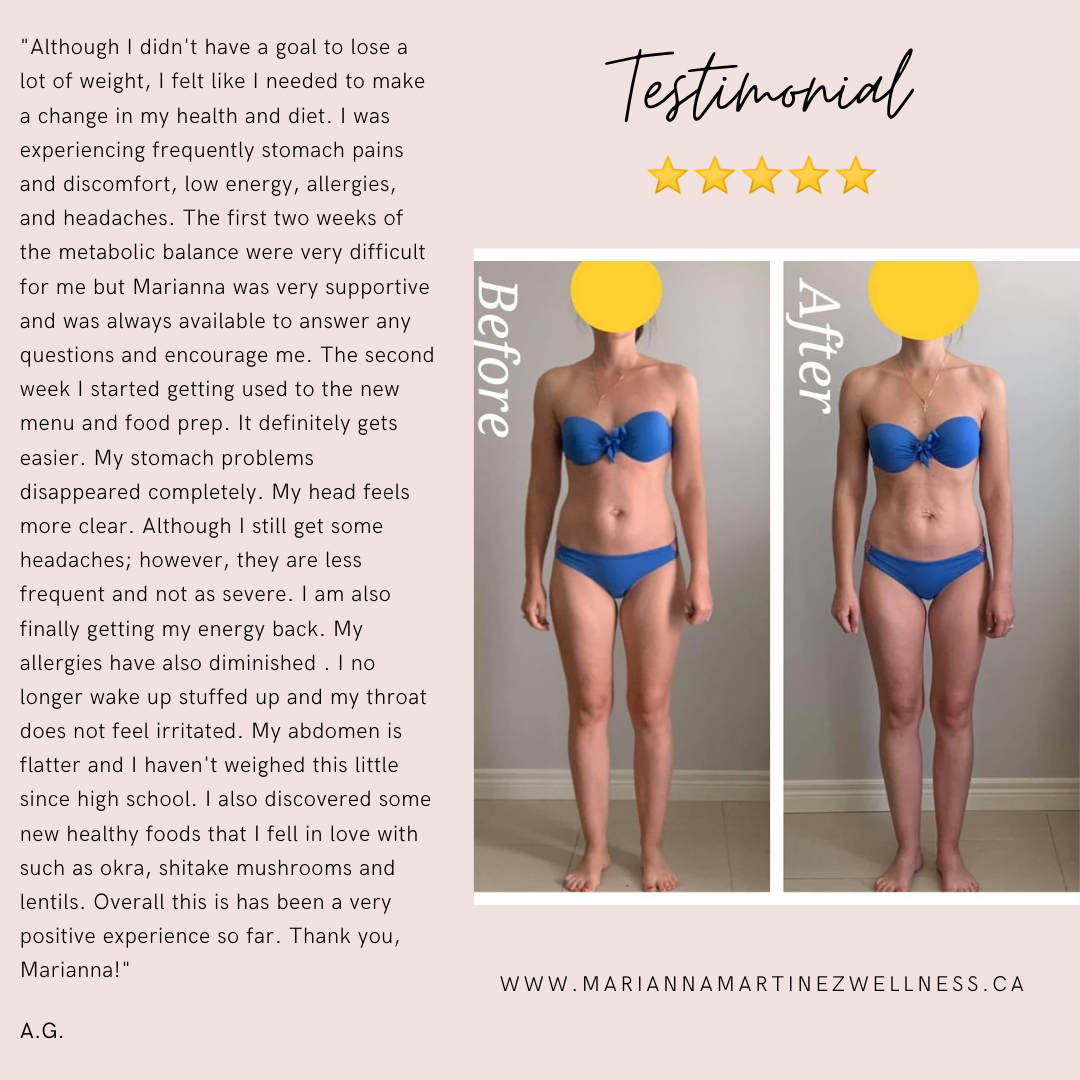 "Although I didn't have a goal to lose a
lot of weight, I felt like I needed to make
a change in my health and diet. I was
experiencing frequently stomach pains
and discomfort, low energy, allergies,
and headaches. The first two weeks of
the metabolic balance were very difficult
for me but Marianna was very supportive
and was always available to answer any
questions and encourage me. The second
week I started getting used to the new
menu and food prep. It definitely gets
easier. My stomach problems
disappeared completely. My head feels
more clear. Although I still get some
headaches; however, they are less
frequent and not as severe. I am also
finally getting my energy back. My
allergies have also diminished . I no
longer wake up stuffed up and my throat
does not feel irritated. My abdomen is
flatter and I haven't weighed this little
since high school. I also discovered some
new healthy foods that I fell in love with
such as okra, shitake mushrooms and
lentils. Overall this is has been a very
positive experience so far. Thank you,
Marianna!"
A.G.
Testimonial
Before
After
WWW.MARIANNAMARTINEZWELLNESS.CA